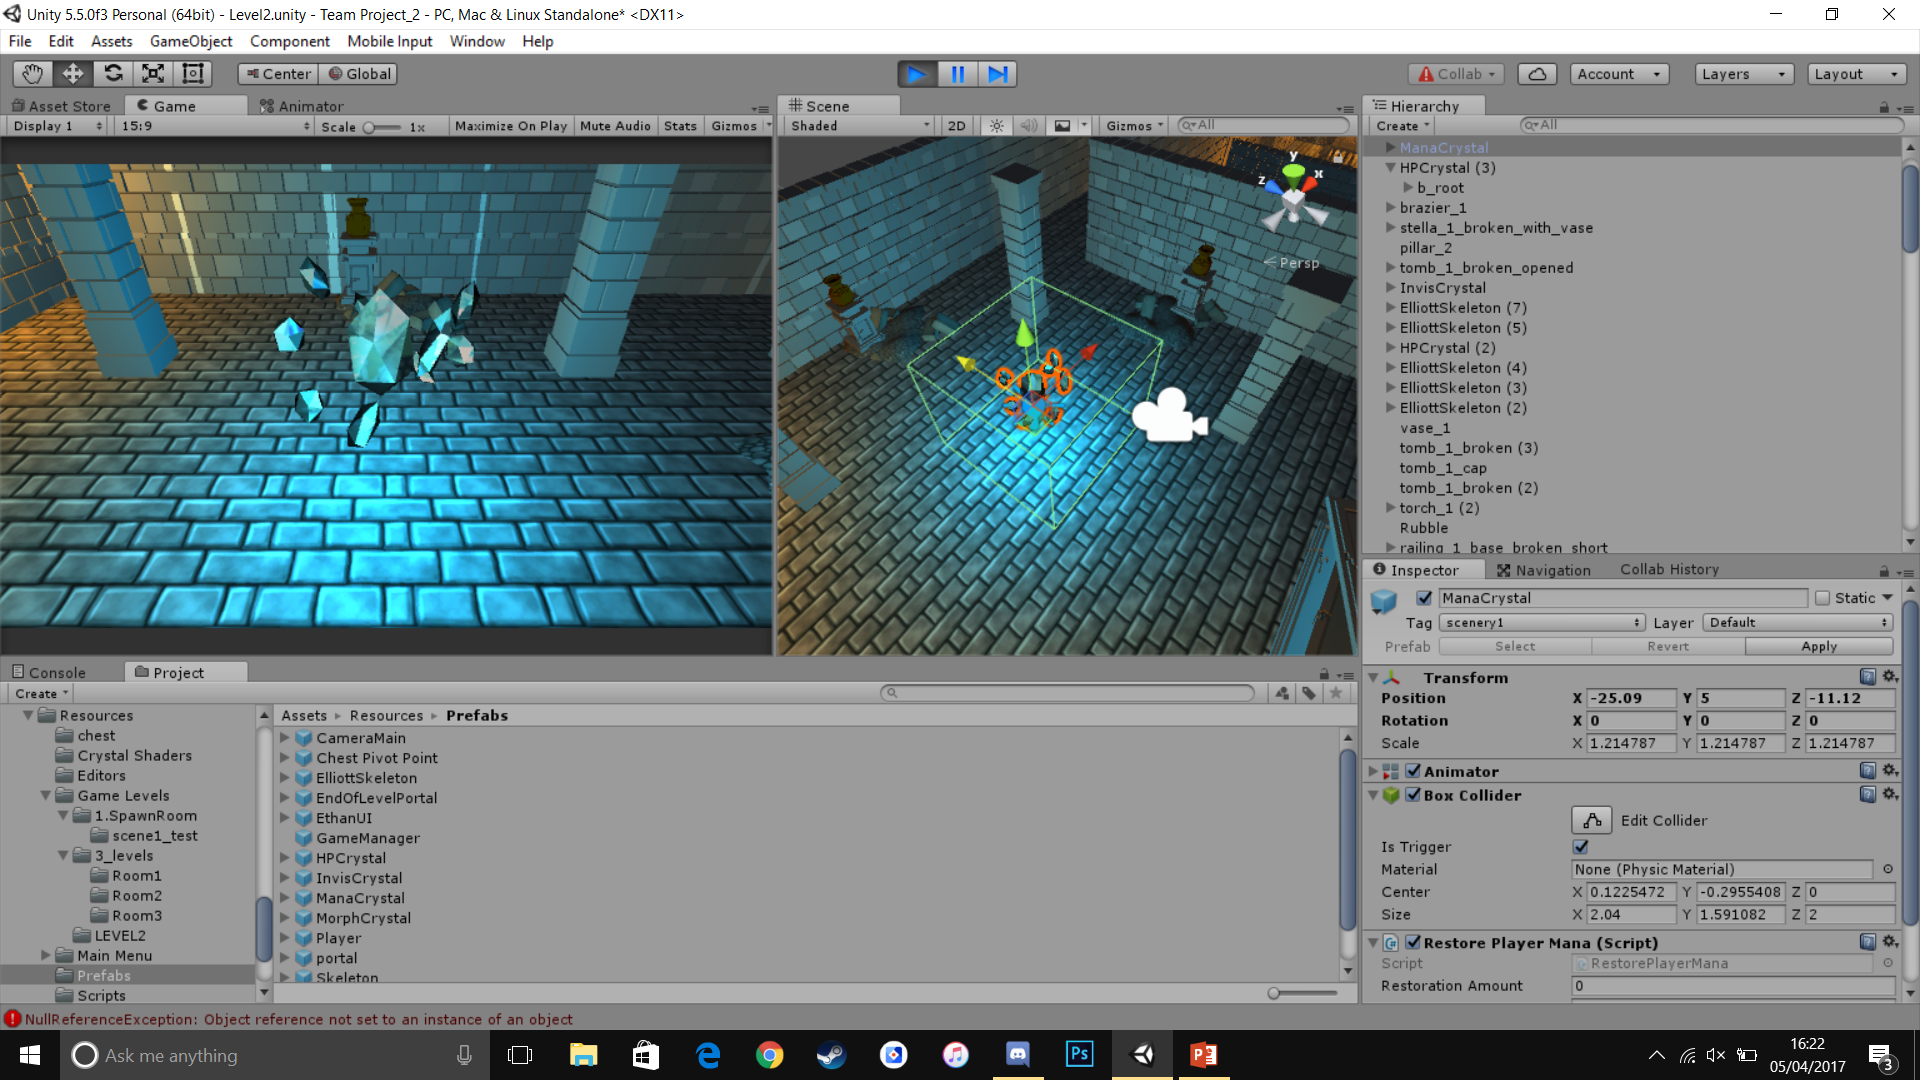 Unity 5.5.0f3 Personal (64bit) - Level2.unity - Team Project_2 - PC, Mac & Linux Standalone* <DX11>
File Edit Assets GameObject Component Mobile Input Window Help
Center Global Collab Account Layers Layout
Asset Store Game Animator
Display 1 15:9 Scale 1x Maximize On Play Mute Audio Stats Gizmos
Scene
Shaded 2D Gizmos All
y
x
z
Persp
Hierarchy
Create All
ManaCrystal
HPCrystal (3)
b_root
brazier_1
stella_1_broken_with_vase
pillar_2
tomb_1_broken_opened
InvisCrystal
ElliottSkeleton (7)
ElliottSkeleton (5)
HPCrystal (2)
ElliottSkeleton (4)
ElliottSkeleton (3)
ElliottSkeleton (2)
vase_1
tomb_1_broken (3)
tomb_1_cap
tomb_1_broken (2)
torch_1 (2)
Rubble
railing_1_base_broken_short
Inspector Navigation Collab History
ManaCrystal Static
Tag scenery1 Layer Default
Prefab Select Revert Apply
Transform
Position X -25.09 Y 5 Z -11.12
Rotation X 0 Y 0 Z 0
Scale X 1.214787 Y 1.214787 Z 1.214787
Animator
Box Collider
Edit Collider
Is Trigger
Material None (Physic Material)
Center X 0.1225472 Y -0.2955408 Z 0
Size X 2.04 Y 1.591082 Z 2
Restore Player Mana (Script)
Script RestorePlayerMana
Restoration Amount 0
Console Project
Create
Resources
chest
Crystal Shaders
Editors
Game Levels
1.SpawnRoom
scene1_test
3_levels
Room1
Room2
Room3
LEVEL2
Main Menu
Prefabs
Scripts
Assets Resources Prefabs
CameraMain
Chest Pivot Point
ElliottSkeleton
EndOfLevelPortal
EthanUI
GameManager
HPCrystal
InvisCrystal
ManaCrystal
MorphCrystal
Player
portal
Skeleton
NullReferenceException: Object reference not set to an instance of an object
Ask me anything
Ps
P
16:22
05/04/2017
3